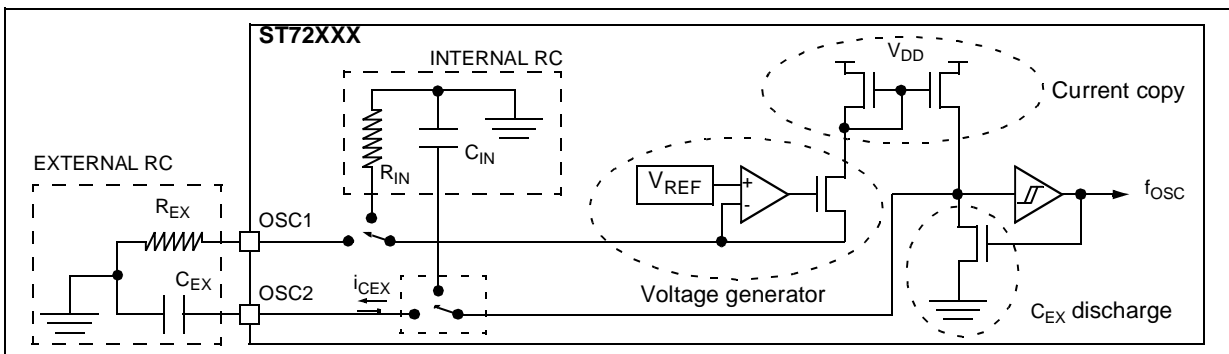 ST72XXX
INTERNAL RC
V_DD
Current copy
C_IN
R_IN
EXTERNAL RC
V_REF
+
-
f_OSC
R_EX
OSC1
C_EX
OSC2
i_CEX
Voltage generator
C_EX discharge